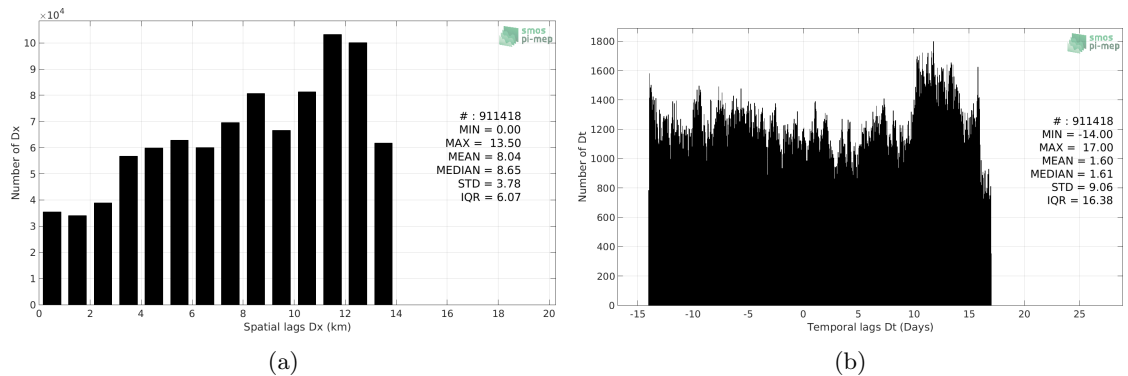 ×10⁴
10
9
8
7
6
5
4
3
2
1
0
Number of Dx
0 2 4 6 8 10 12 14 16 18 20
Spatial lags Dx (km)
smos
pi-mep
# : 911418
MIN = 0.00
MAX = 13.50
MEAN = 8.04
MEDIAN = 8.65
STD = 3.78
IQR = 6.07
(a)
1800
1600
1400
1200
1000
800
600
400
200
0
Number of Dt
-15 -10 -5 0 5 10 15 20 25
Temporal lags Dt (Days)
smos
pi-mep
# : 911418
MIN = -14.00
MAX = 17.00
MEAN = 1.60
MEDIAN = 1.61
STD = 9.06
IQR = 16.38
(b)